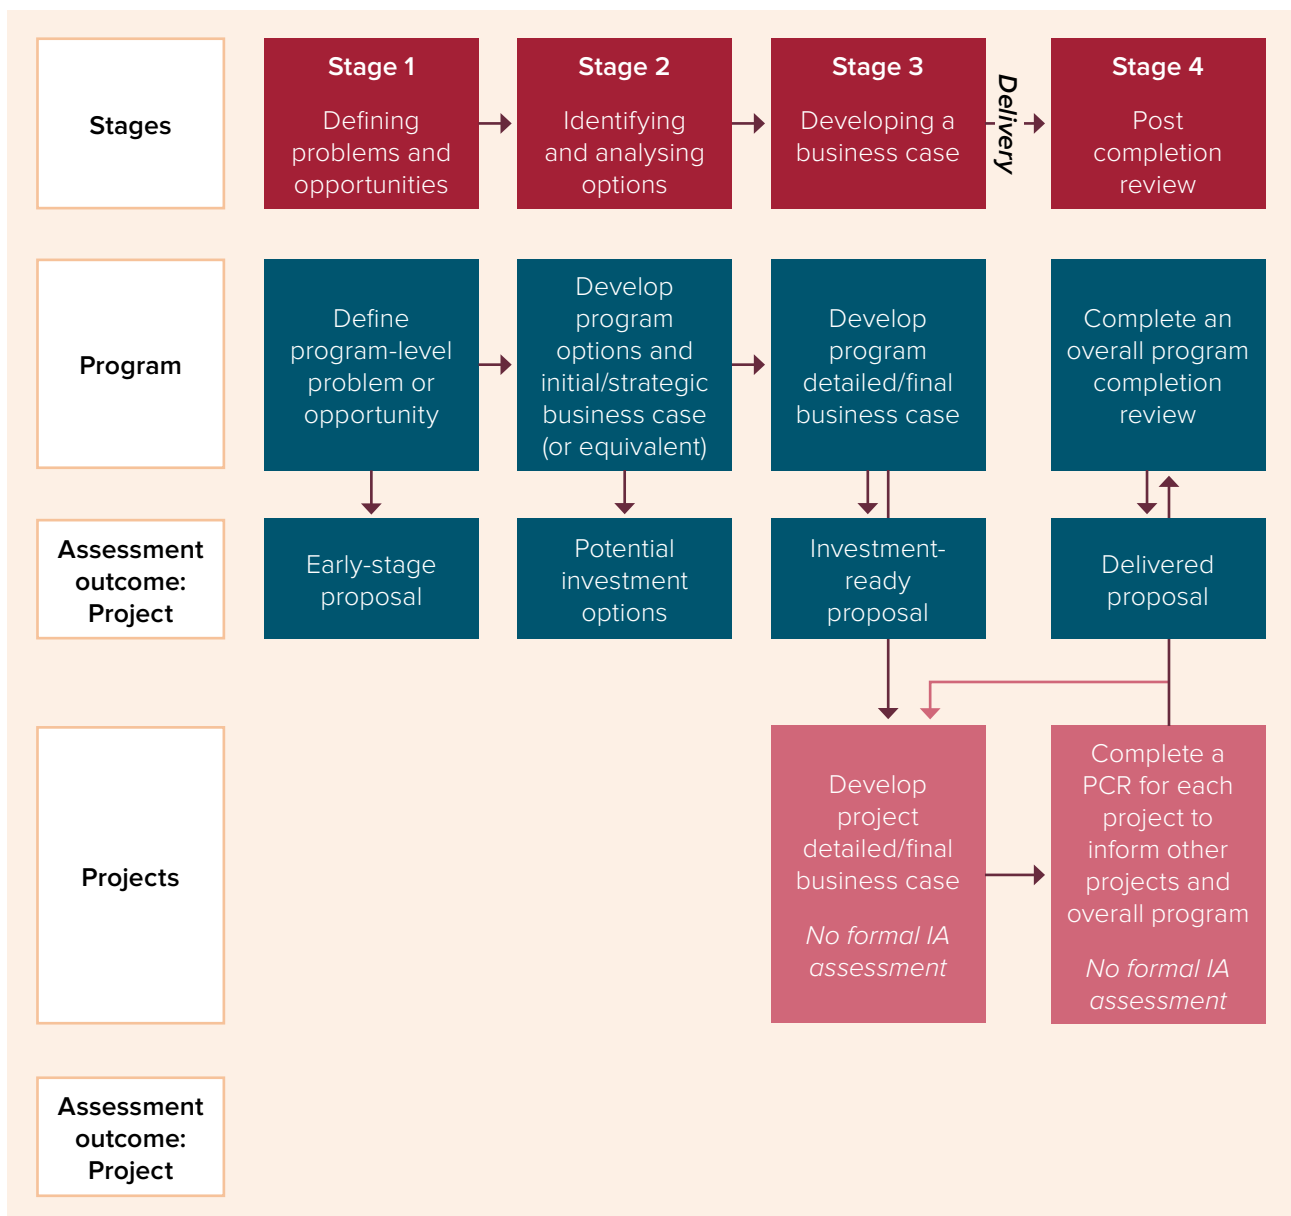 Stages
Stage 1
Defining
problems and
opportunities
Stage 2
Identifying
and analysing
options
Stage 3
Developing a
business case
Delivery
Stage 4
Post
completion
review
Program
Define
program-level
problem or
opportunity
Develop
program
options and
initial/strategic
business case
(or equivalent)
Develop
program
detailed/final
business case
Complete an
overall program
completion
review
Assessment
outcome:
Project
Early-stage
proposal
Potential
investment
options
Investment-
ready
proposal
Delivered
proposal
Projects
Develop
project
detailed/final
business case
No formal IA
assessment
Complete a
PCR for each
project to
inform other
projects and
overall program
No formal IA
assessment
Assessment
outcome:
Project